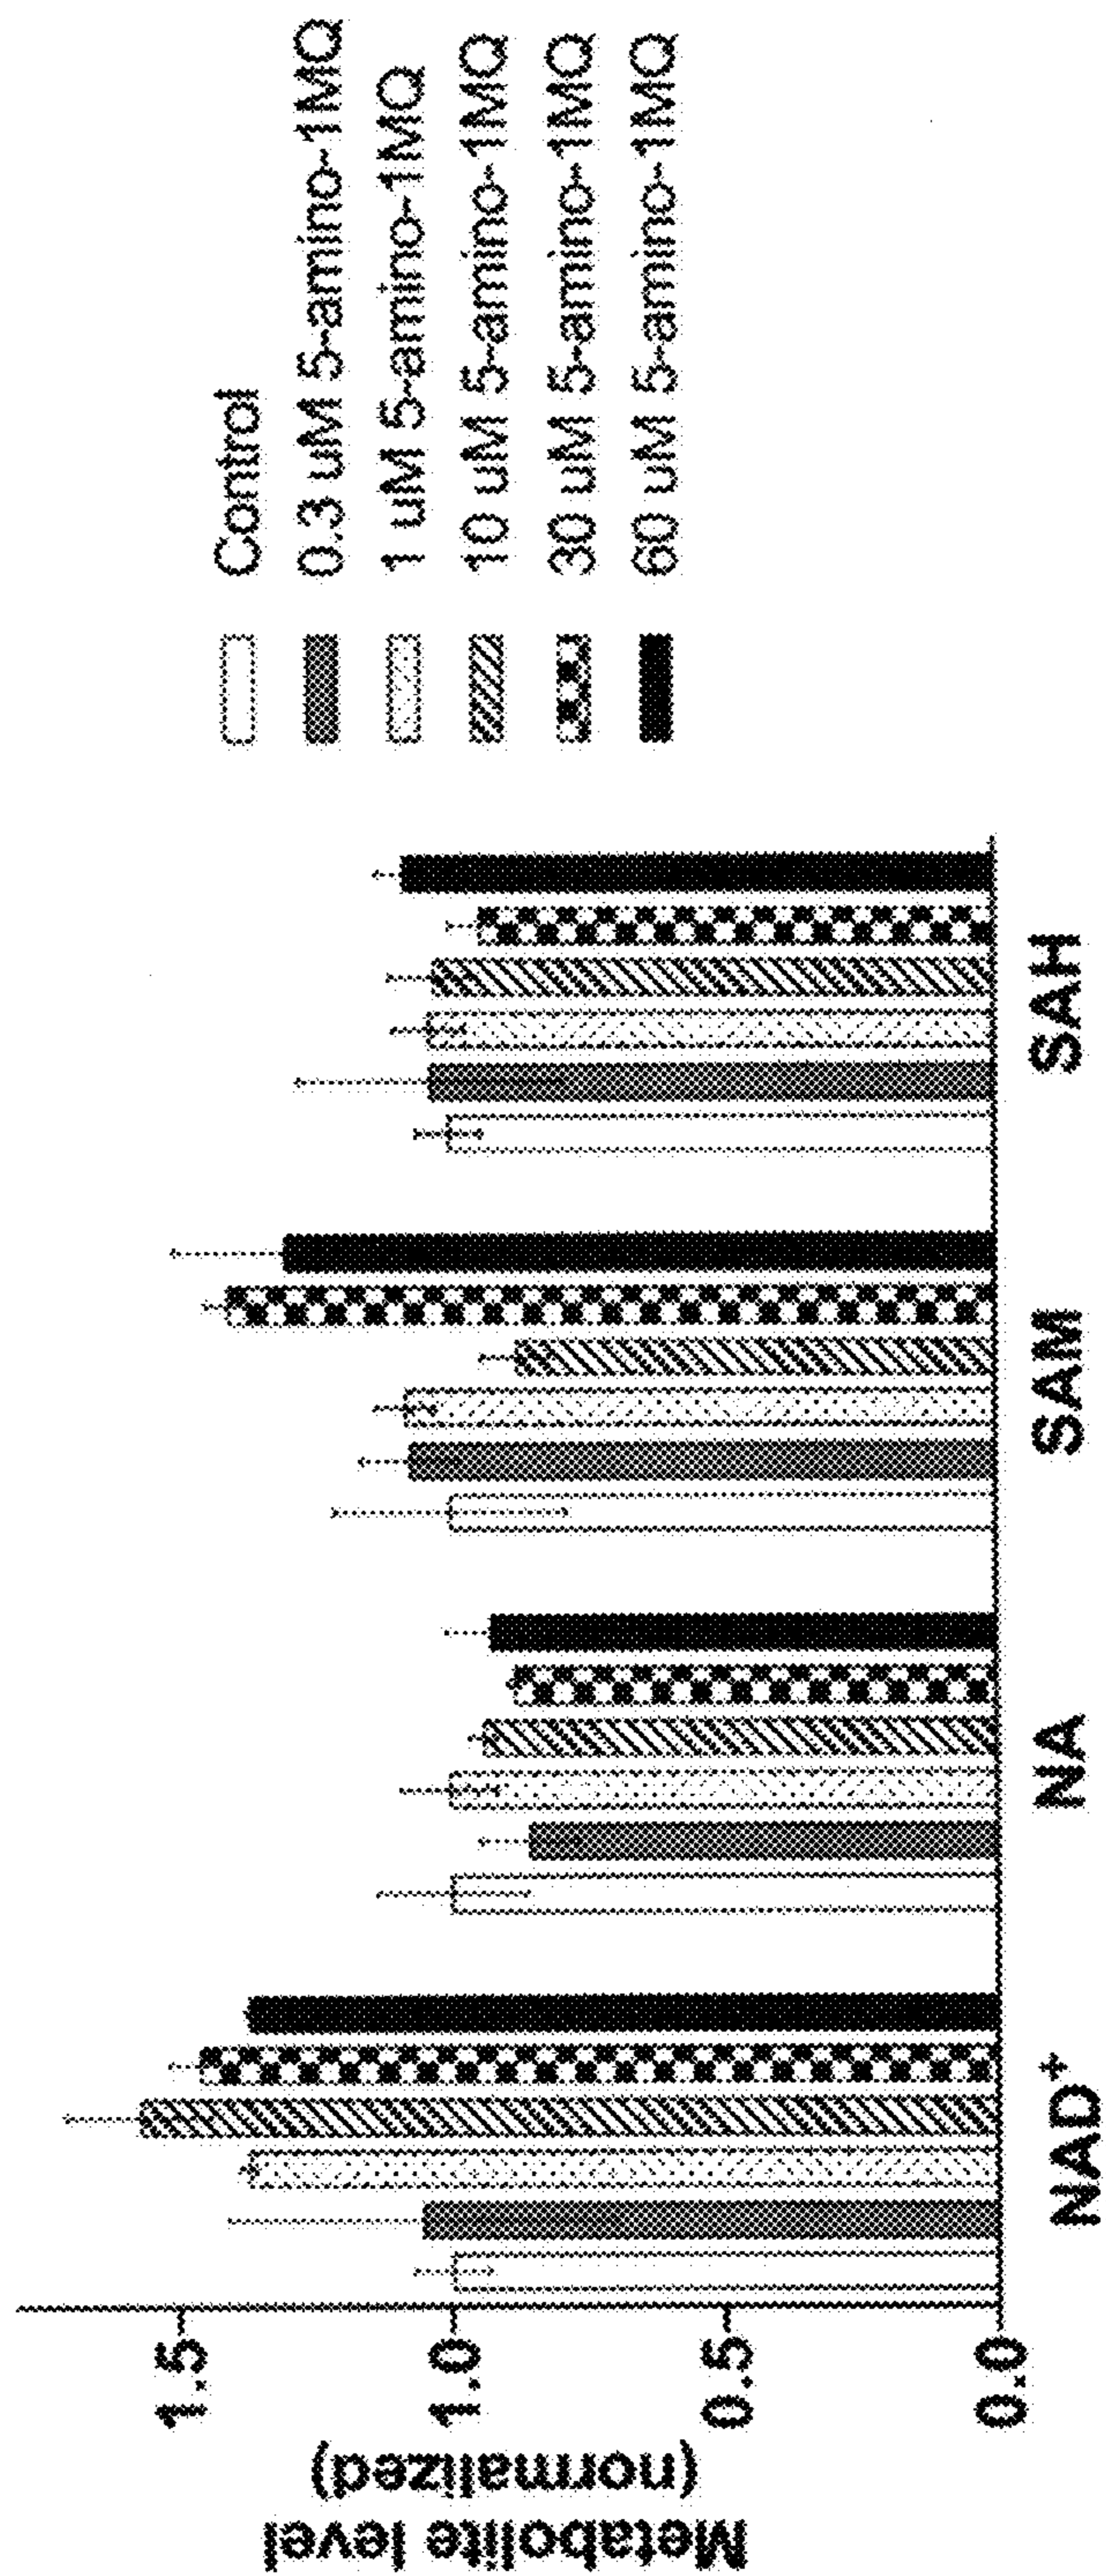 Metabolite level
(normalized)
1.5
1.0
0.5
0.0
NAD+
NA
SAM
SAH
Control
0.3 uM 5-amino-1MQ
1 uM 5-amino-1MQ
10 uM 5-amino-1MQ
30 uM 5-amino-1MQ
60 uM 5-amino-1MQ